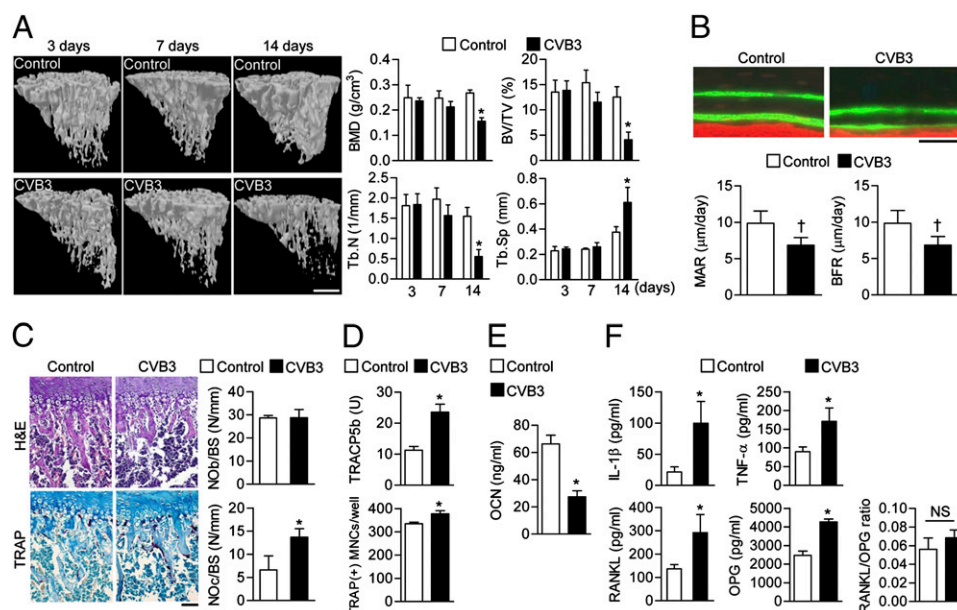 A
3 days 7 days 14 days
Control Control Control
CVB3 CVB3 CVB3
Control CVB3
BMD (g/cm3)
0.4
0.3
0.2
0.1
0.0
*
BV/TV (%)
20
15
10
5
0
*
Tb.N (1/mm)
2.5
2.0
1.5
1.0
0.5
0.0
*
3 7 14
Tb.Sp (mm)
0.8
0.6
0.4
0.2
0.0
*
3 7 14 (days)
B
Control CVB3
Control CVB3
MAR (μm/day)
15
10
5
0
†
BFR (μm/day)
15
10
5
0
†
C
Control CVB3
H&E
TRAP
Control CVB3
NOb/BS (N/mm)
50
40
30
20
10
0
NOc/BS (N/mm)
20
15
10
5
0
*
D
Control CVB3
TRACP5b (U)
30
20
10
0
*
TRAP(+) MNCs/well
400
300
200
100
0
*
E
Control
CVB3
OCN (ng/ml)
90
60
30
0
*
F
Control CVB3
IL-1β (pg/ml)
150
100
50
0
*
TNF-α (pg/ml)
250
200
150
100
50
0
*
RANKL (pg/ml)
400
300
200
100
0
*
OPG (pg/ml)
5000
4000
3000
2000
1000
0
*
RANKL/OPG ratio
0.10
0.08
0.06
0.04
0.02
0.00
NS